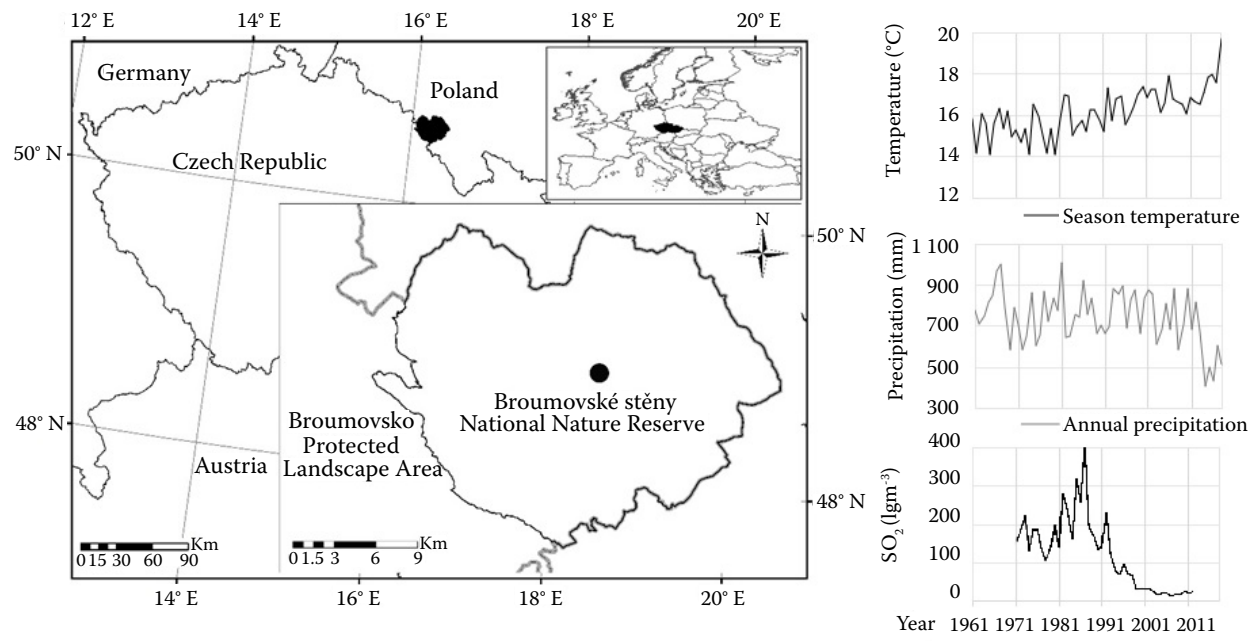 12° E 14° E 16° E 18° E 20° E
Germany
Poland
50° N
Czech Republic
N
50° N
Broumovské stěny
National Nature Reserve
Broumovsko
Protected
Landscape Area
48° N
Austria
48° N
Km
0 15 30 60 90
Km
0 1.5 3 6 9
14° E 16° E 18° E 20° E
Temperature (°C)
20
18
16
14
12
Season temperature
Precipitation (mm)
1 100
900
700
500
300
Annual precipitation
SO2 (lgm-3)
400
300
200
100
0
Year 1961 1971 1981 1991 2001 2011